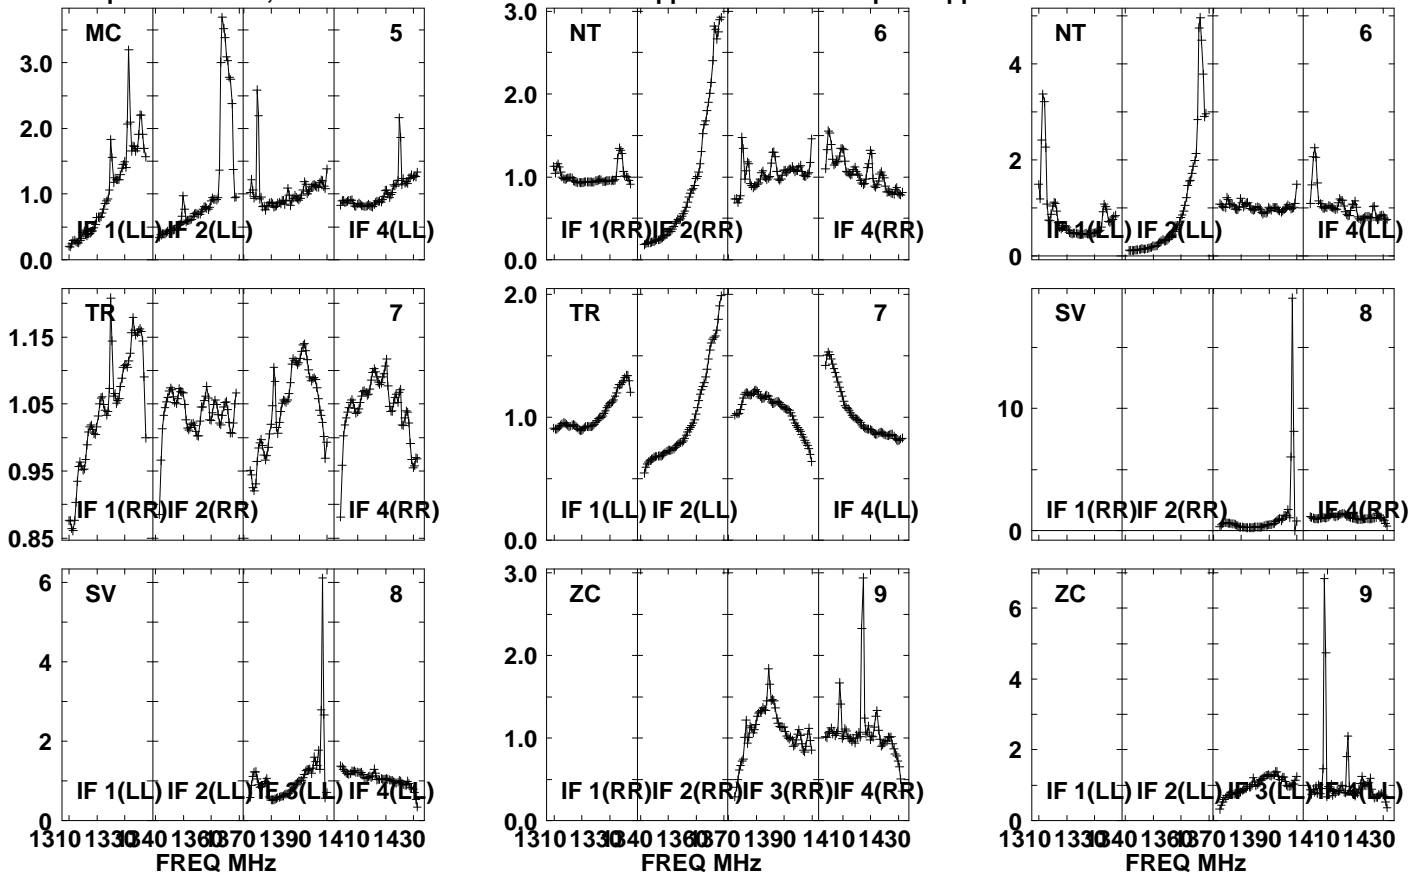 MC 5
3.0
2.0
1.0
0.0
IF 1(LL) IF 2(LL) IF 4(LL)
NT 6
3.0
2.0
1.0
0.0
IF 1(RR) IF 2(RR) IF 4(RR)
NT 6
4
2
0
IF 1(LL) IF 2(LL) IF 4(LL)
TR 7
1.15
1.05
0.95
0.85
IF 1(RR) IF 2(RR) IF 4(RR)
TR 7
2.0
1.0
0.0
IF 1(LL) IF 2(LL) IF 4(LL)
SV 8
10
0
IF 1(RR) IF 2(RR) IF 4(RR)
SV 8
6
4
2
0
IF 1(LL) IF 2(LL) IF 3(LL) IF 4(LL)
1310 1330 1340 1360 1370 1390 1410 1430
FREQ MHz
ZC 9
3.0
2.0
1.0
0.0
IF 1(RR) IF 2(RR) IF 3(RR) IF 4(RR)
1310 1330 1340 1360 1370 1390 1410 1430
FREQ MHz
ZC 9
6
4
2
0
IF 1(LL) IF 2(LL) IF 3(LL) IF 4(LL)
1310 1330 1340 1360 1370 1390 1410 1430
FREQ MHz